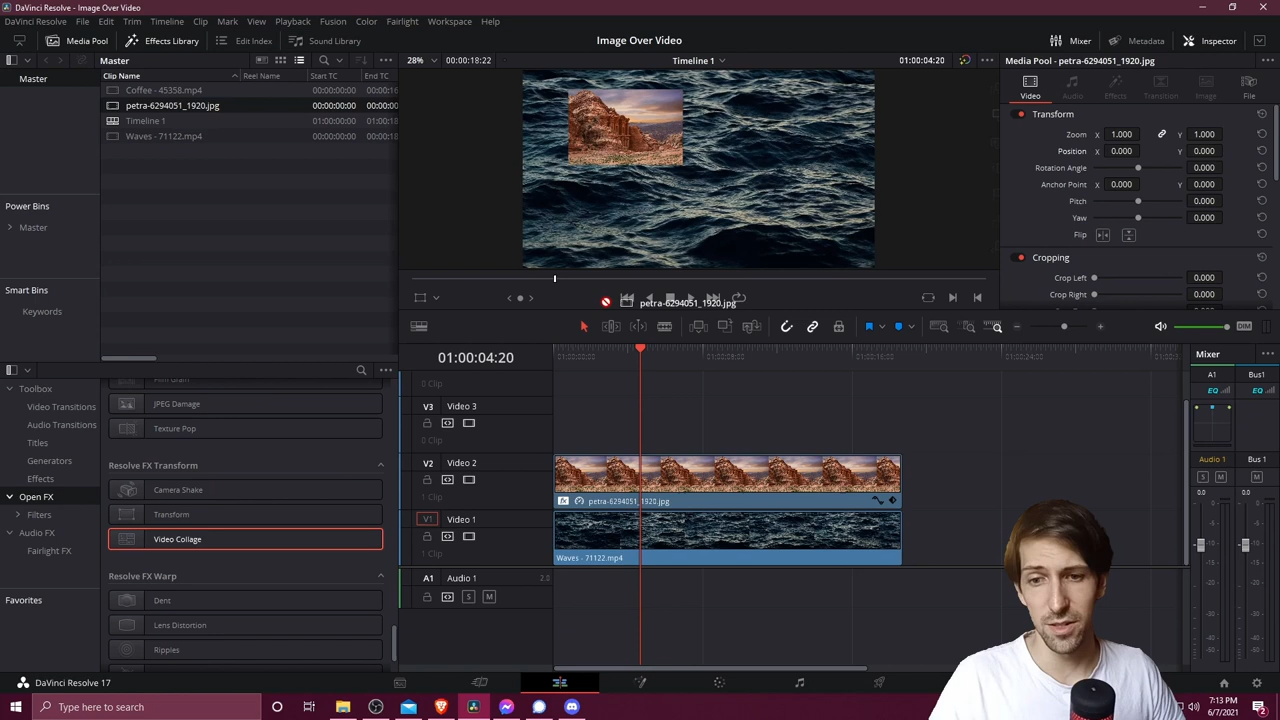 DaVinci Resolve - Image Over Video
DaVinci Resolve File Edit Trim Timeline Clip Mark View Playback Fusion Color Fairlight Workspace Help
Media Pool Effects Library Edit Index Sound Library Image Over Video Mixer Metadata Inspector
Master 28% 00:00:18:22 Timeline 1 01:00:04:20 Media Pool - petra-6294051_1920.jpg
Master
Clip Name Reel Name Start TC End TC
Coffee - 45358.mp4 00:00:00:00 00:00:16
petra-6294051_1920.jpg 00:00:00:00 00:00:00
Timeline 1 01:00:00:00 01:00:18
Waves - 71122.mp4 00:00:00:00 00:00:18
Power Bins
Master
Smart Bins
Keywords
Video Audio Effects Transition Image File
Transform
Zoom X 1.000 Y 1.000
Position X 0.000 Y 0.000
Rotation Angle 0.000
Anchor Point X 0.000 Y 0.000
Pitch 0.000
Yaw 0.000
Flip
Cropping
Crop Left 0.000
Crop Right 0.000
petra-6294051_1920.jpg
DIM
01:00:04:20
01:00:00:00 01:00:08:00 01:00:16:00 01:00:24:00
Toolbox
Video Transitions
Audio Transitions
Titles
Generators
Effects
Open FX
Filters
Audio FX
Fairlight FX
Favorites
Film Grain
JPEG Damage
Texture Pop
Resolve FX Transform
Camera Shake
Transform
Video Collage
Resolve FX Warp
Dent
Lens Distortion
Ripples
0 Clip
V3 Video 3
0 Clip
V2 Video 2
1 Clip
petra-6294051_1920.jpg
V1 Video 1
1 Clip
Waves - 71122.mp4
A1 Audio 1 2.0
S M
Mixer
A1 Bus1
EQ EQ
Audio 1 Bus 1
S M M
0.0 0.0
DaVinci Resolve 17
Type here to search
7:13 PM
6/7/2021